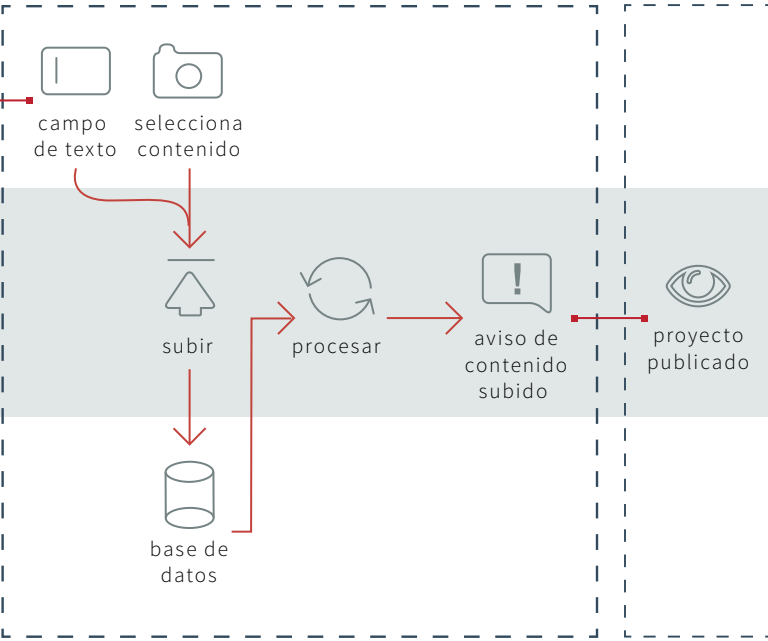 campo
de texto
selecciona
contenido
subir
procesar
aviso de
contenido
subido
proyecto
publicado
base de
datos